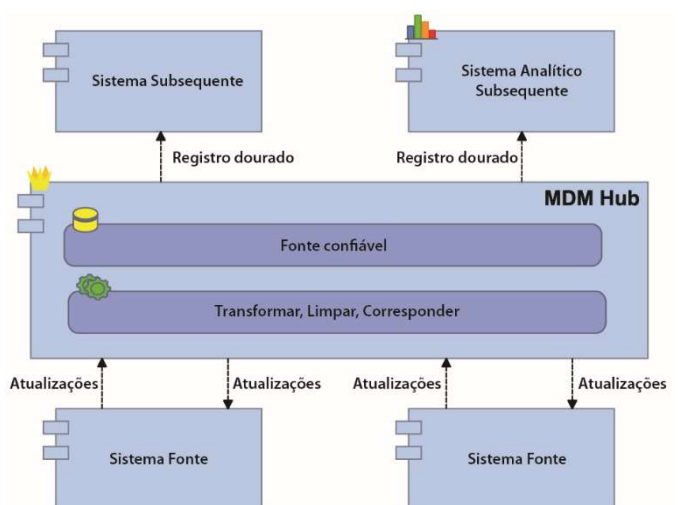 Sistema Subsequente
Sistema Analítico
Subsequente
Registro dourado
Registro dourado
MDM Hub
Fonte confiável
Transformar, Limpar, Corresponder
Atualizações
Atualizações
Atualizações
Atualizações
Sistema Fonte
Sistema Fonte